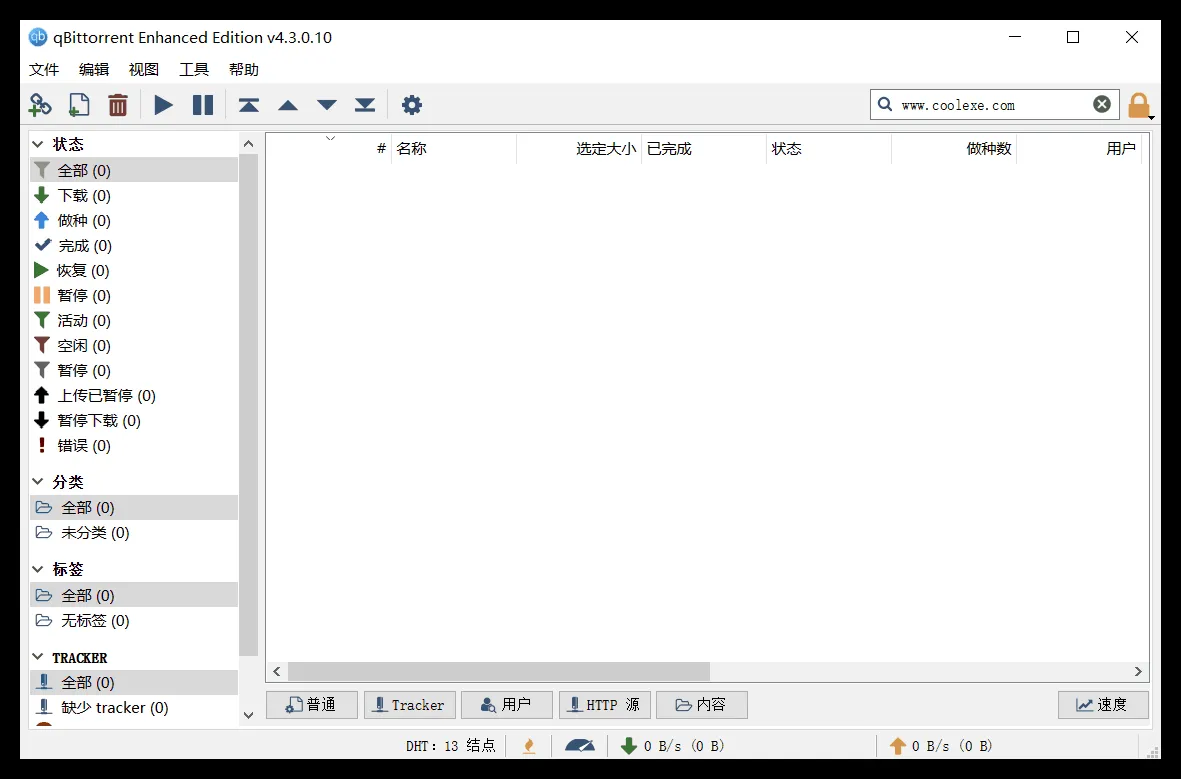 qBittorrent Enhanced Edition v4.3.0.10
文件 编辑 视图 工具 帮助
www.coolexe.com
状态
全部 (0)
下载 (0)
做种 (0)
完成 (0)
恢复 (0)
暂停 (0)
活动 (0)
空闲 (0)
暂停 (0)
上传已暂停 (0)
暂停下载 (0)
错误 (0)
分类
全部 (0)
未分类 (0)
标签
全部 (0)
无标签 (0)
TRACKER
全部 (0)
缺少 tracker (0)
# 名称 选定大小 已完成 状态 做种数 用户
普通 Tracker 用户 HTTP 源 内容 速度
DHT: 13 结点 0 B/s (0 B) 0 B/s (0 B)